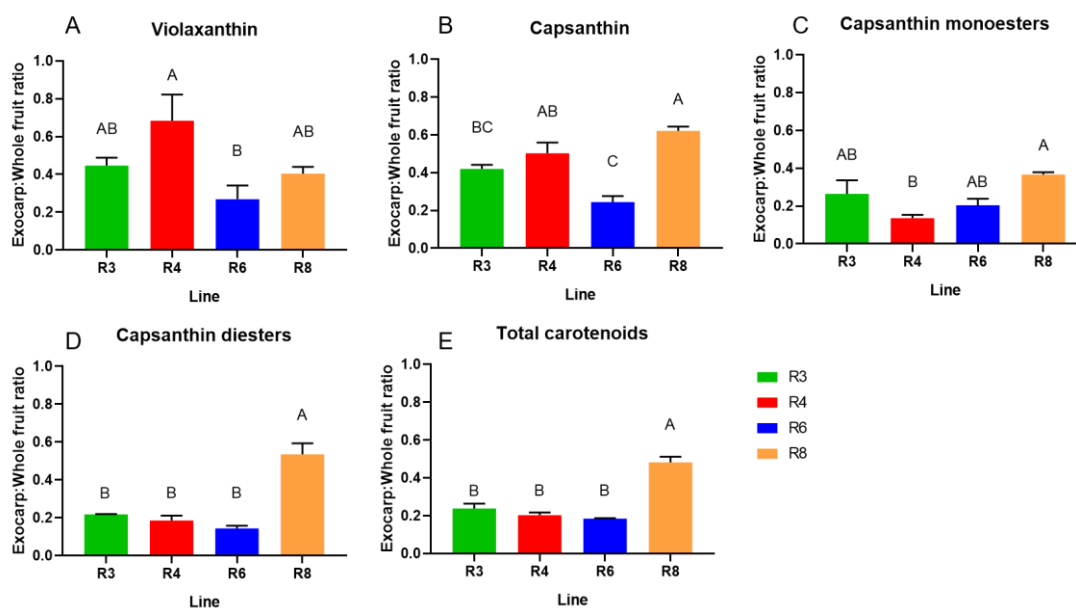 A
Violaxanthin
Exocarp:Whole fruit ratio
1.0
0.8
0.6
0.4
0.2
0.0
AB
A
B
AB
R3 R4 R6 R8
Line
B
Capsanthin
Exocarp:Whole fruit ratio
1.0
0.8
0.6
0.4
0.2
0.0
BC
AB
C
A
R3 R4 R6 R8
Line
C
Capsanthin monoesters
Exocarp:Whole fruit ratio
1.0
0.8
0.6
0.4
0.2
0.0
AB
B
AB
A
R3 R4 R6 R8
Line
D
Capsanthin diesters
Exocarp:Whole fruit ratio
1.0
0.8
0.6
0.4
0.2
0.0
B
B
B
A
R3 R4 R6 R8
Line
E
Total carotenoids
Exocarp:Whole fruit ratio
1.0
0.8
0.6
0.4
0.2
0.0
B
B
B
A
R3 R4 R6 R8
Line
R3
R4
R6
R8